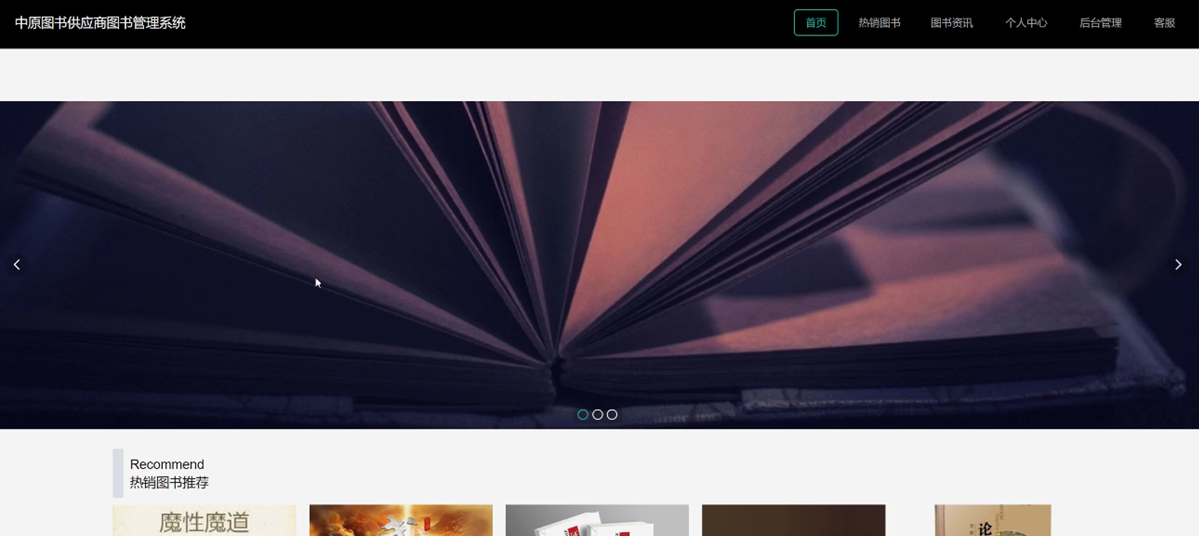 中原图书供应商图书管理系统
首页
热销图书
图书资讯
个人中心
后台管理
客服
Recommend
热销图书推荐
魔性魔道
论